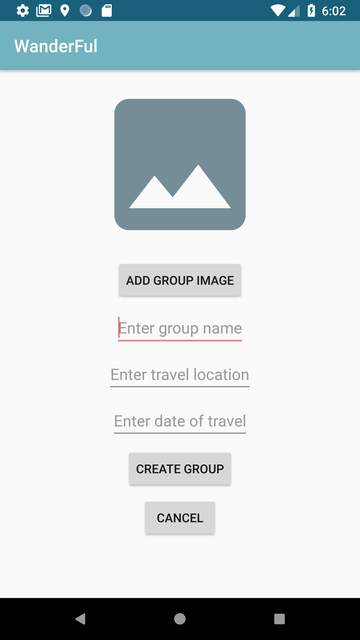 6:02
WanderFul
ADD GROUP IMAGE
Enter group name
Enter travel location
Enter date of travel
CREATE GROUP
CANCEL